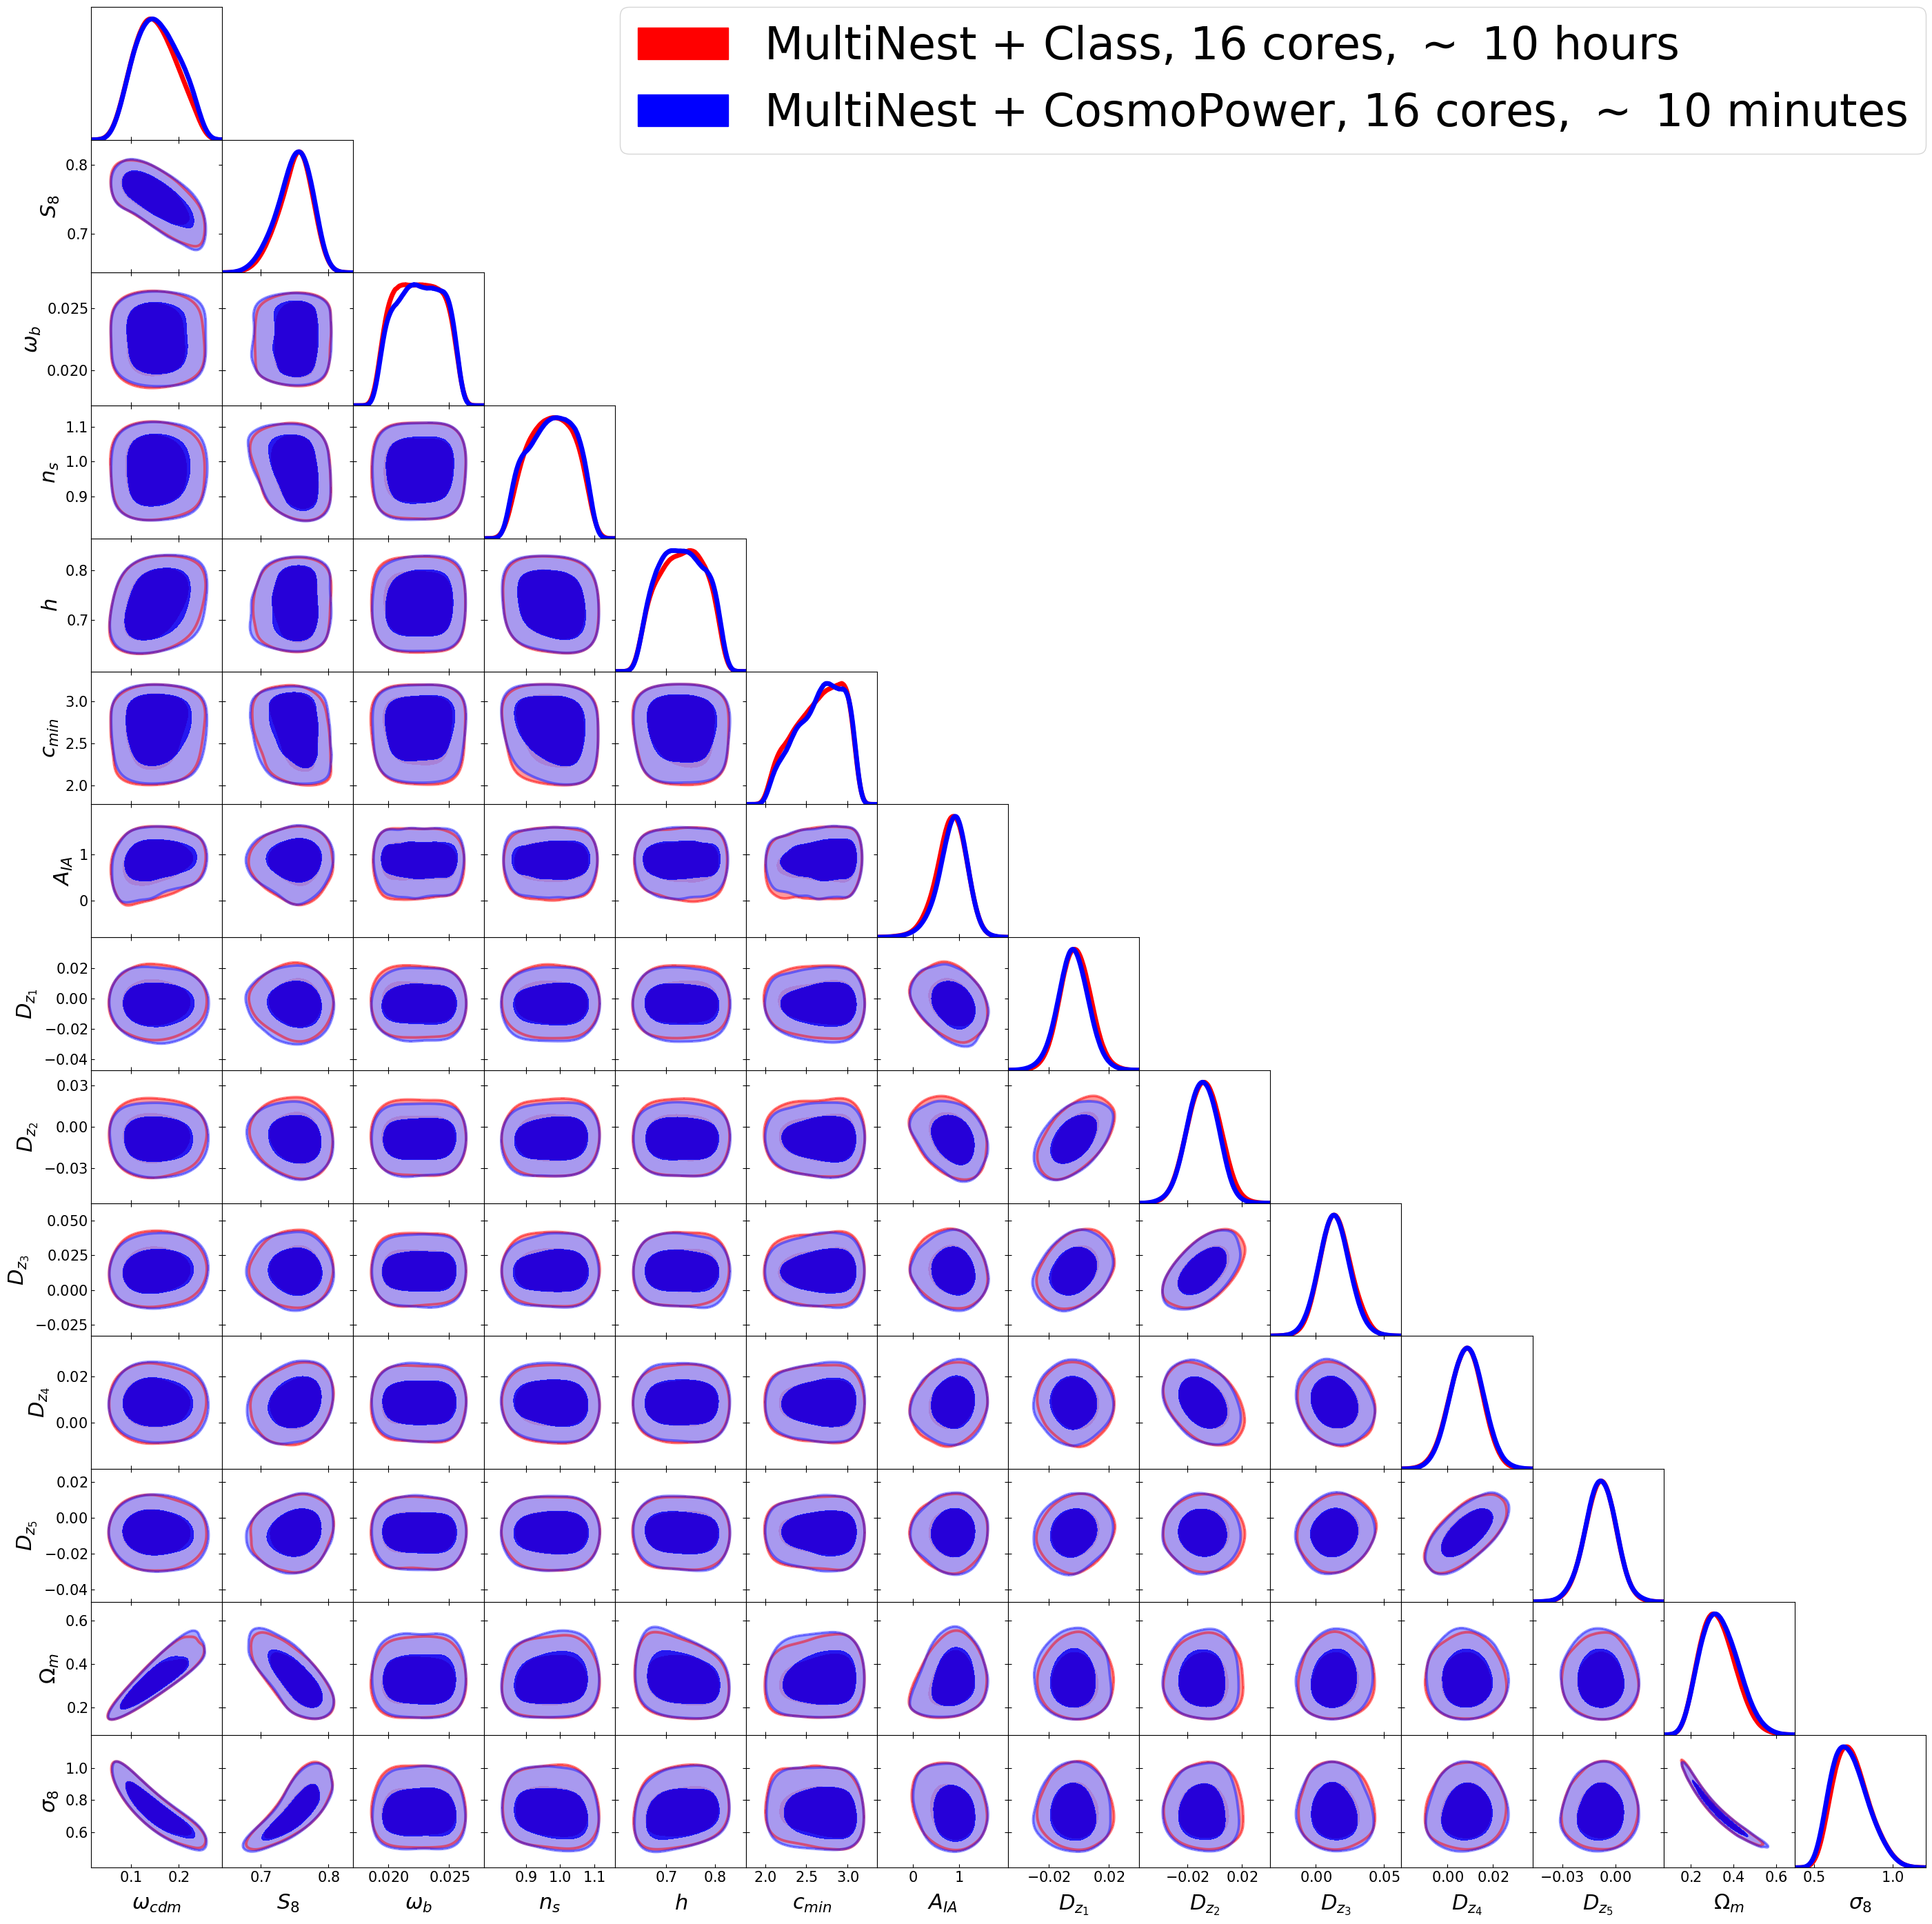 MultiNest + Class, 16 cores, ~ 10 hours
MultiNest + CosmoPower, 16 cores, ~ 10 minutes
0.8
S8
0.7
0.025
ωb
0.020
1.1
1.0
ns
0.9
0.8
h
0.7
3.0
cmin
2.5
2.0
1
AIA
0
0.02
0.00
Dz1
−0.02
−0.04
0.03
0.00
Dz2
−0.03
0.050
0.025
Dz3
0.000
−0.025
0.02
Dz4
0.00
0.02
0.00
Dz5
−0.02
−0.04
0.6
Ωm
0.4
0.2
1.0
σ8
0.8
0.6
0.1 0.2 0.7 0.8 0.020 0.025 0.9 1.0 1.1 0.7 0.8 2.0 2.5 3.0 0 1 −0.02 0.02 −0.02 0.02 0.00 0.05 0.00 0.02 −0.03 0.00 0.2 0.4 0.6 0.5 1.0
ωcdm S8 ωb ns h cmin AIA Dz1 Dz2 Dz3 Dz4 Dz5 Ωm σ8